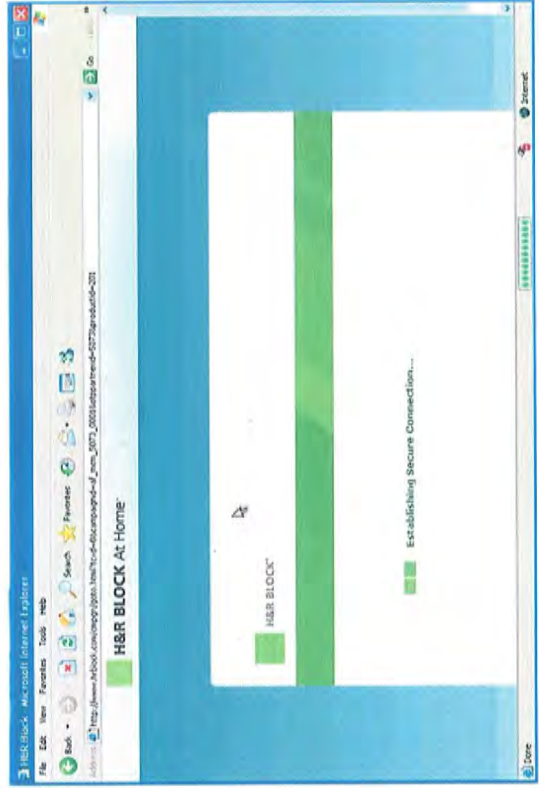 H&R Block - Microsoft Internet Explorer
File Edit View Favorites Tools Help
Back Search Favorites
Address Go
H&R BLOCK At Home
H&R BLOCK
Establishing Secure Connection...
Done Internet